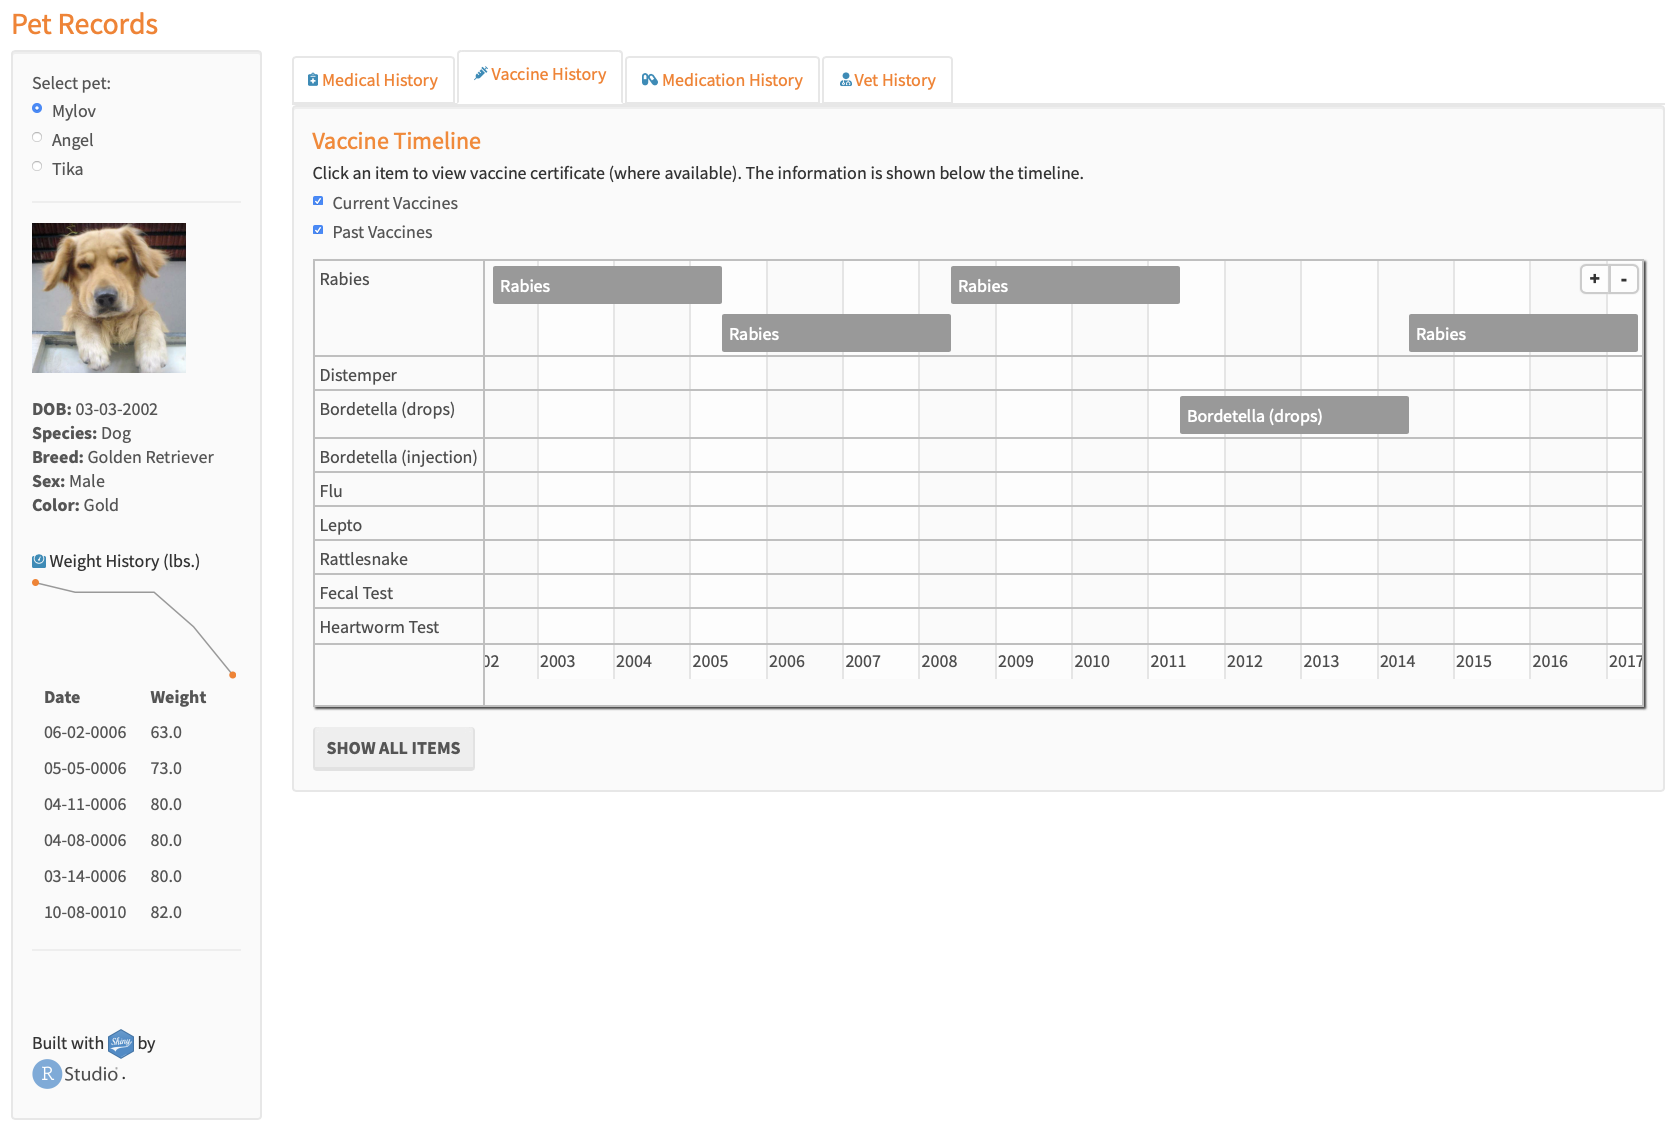 Pet Records
Select pet:
Mylov
Angel
Tika
DOB: 03-03-2002
Species: Dog
Breed: Golden Retriever
Sex: Male
Color: Gold
Weight History (lbs.)
Date Weight
06-02-0006 63.0
05-05-0006 73.0
04-11-0006 80.0
04-08-0006 80.0
03-14-0006 80.0
10-08-0010 82.0
Built with Shiny by
R Studio.
Medical History Vaccine History Medication History Vet History
Vaccine Timeline
Click an item to view vaccine certificate (where available). The information is shown below the timeline.
Current Vaccines
Past Vaccines
Rabies Rabies Rabies + -
Rabies Rabies
Distemper
Bordetella (drops) Bordetella (drops)
Bordetella (injection)
Flu
Lepto
Rattlesnake
Fecal Test
Heartworm Test
02 2003 2004 2005 2006 2007 2008 2009 2010 2011 2012 2013 2014 2015 2016 2017
SHOW ALL ITEMS